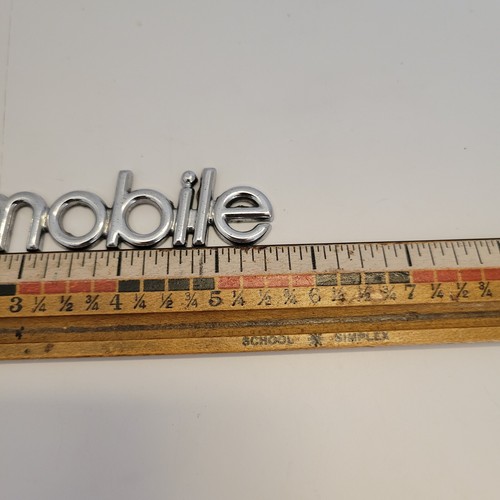 mobile
3 ¼ ½ ¾ 4 ¼ ½ ¾ 5 ¼ ½ ¾ 6 ¼ ½ ¾ 7 ¼ ½ ¾
SCHOOL SIMPLEX